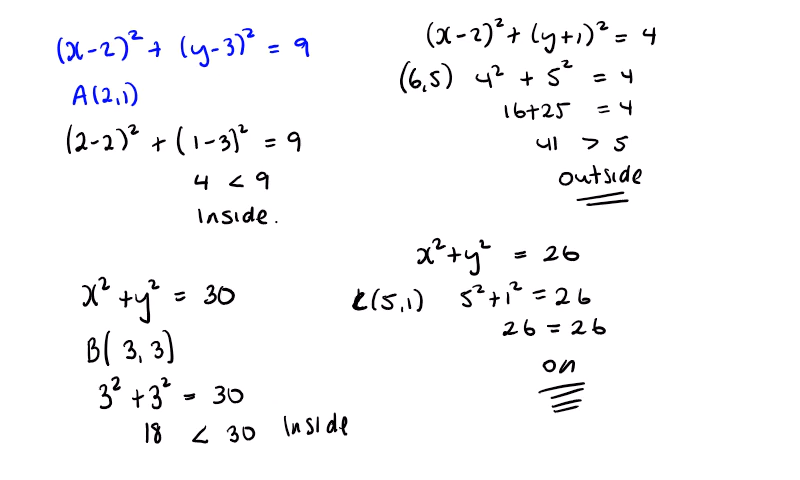 (x-2)² + (y-3)² = 9
A(2,1)
(2-2)² + (1-3)² = 9
4 < 9
Inside.
(x-2)² + (y+1)² = 4
(6,5) 4² + 5² = 4
16+25 = 4
41 > 5
outside
x² + y² = 30
B( 3, 3)
3² + 3² = 30
18 < 30 Inside
x² + y² = 26
(5,1) 5² + 1² = 26
26 = 26
on